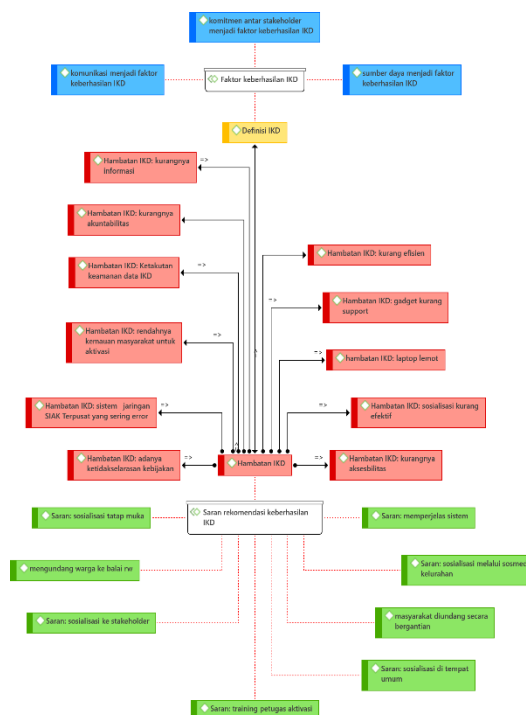 komitmen antar stakeholder
menjadi faktor keberhasilan IKD
komunikasi menjadi faktor
keberhasilan IKD
Faktor keberhasilan IKD
sumber daya menjadi faktor
keberhasilan IKD
Definisi IKD
Hambatan IKD: kurangnya
informasi
=>
Hambatan IKD: kurangnya
akuntabilitas
Hambatan IKD: kurang efisien
=>
Hambatan IKD: Ketakutan
keamanan data IKD
=>
Hambatan IKD: gadget kurang
support
=>
Hambatan IKD: rendahnya
kemauan masyarakat untuk
aktivasi
=>
hambatan IKD: laptop lemot
=>
Hambatan IKD: sistem jaringan
SIAK Terpusat yang sering error
=>
Hambatan IKD: sosialisasi kurang
efektif
=>
Hambatan IKD: adanya
ketidakselarasan kebijakan
=>
Hambatan IKD
=>
Hambatan IKD: kurangnya
aksesbilitas
Saran: sosialisasi tatap muka
Saran rekomendasi keberhasilan
IKD
Saran: memperjelas sistem
mengundang warga ke balai rw
Saran: sosialisasi melalui sosmed
kelurahan
Saran: sosialisasi ke stakeholder
masyarakat diundang secara
bergantian
Saran: sosialisasi di tempat
umum
Saran: training petugas aktivasi